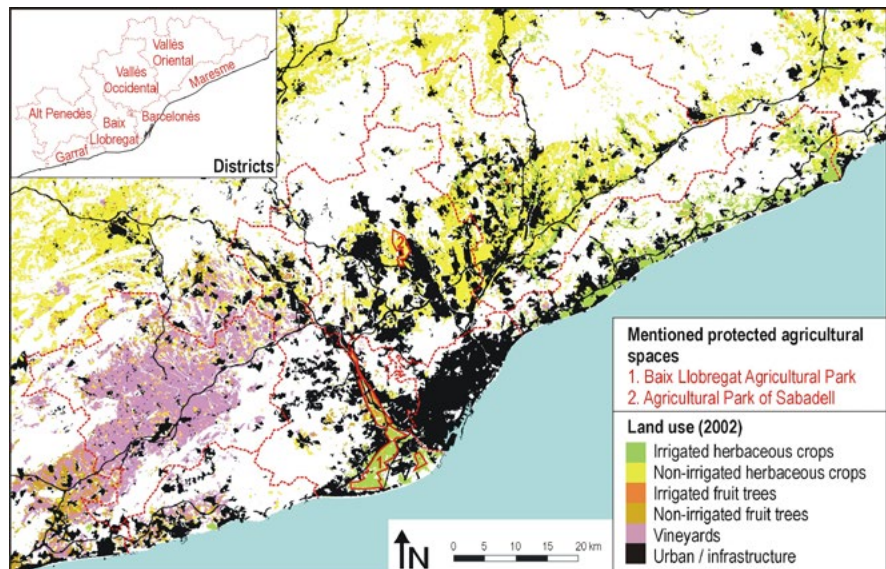 Vallès
Oriental
Vallès
Occidental
Maresme
Alt Penedès
Baix
Llobregat
Barcelonés
Garraf
Districts
2
Mentioned protected agricultural
spaces
1. Baix Llobregat Agricultural Park
2. Agricultural Park of Sabadell
Land use (2002)
Irrigated herbaceous crops
Non-irrigated herbaceous crops
Irrigated fruit trees
Non-irrigated fruit trees
Vineyards
Urban / infrastructure
N
0 5 10 15 20 km